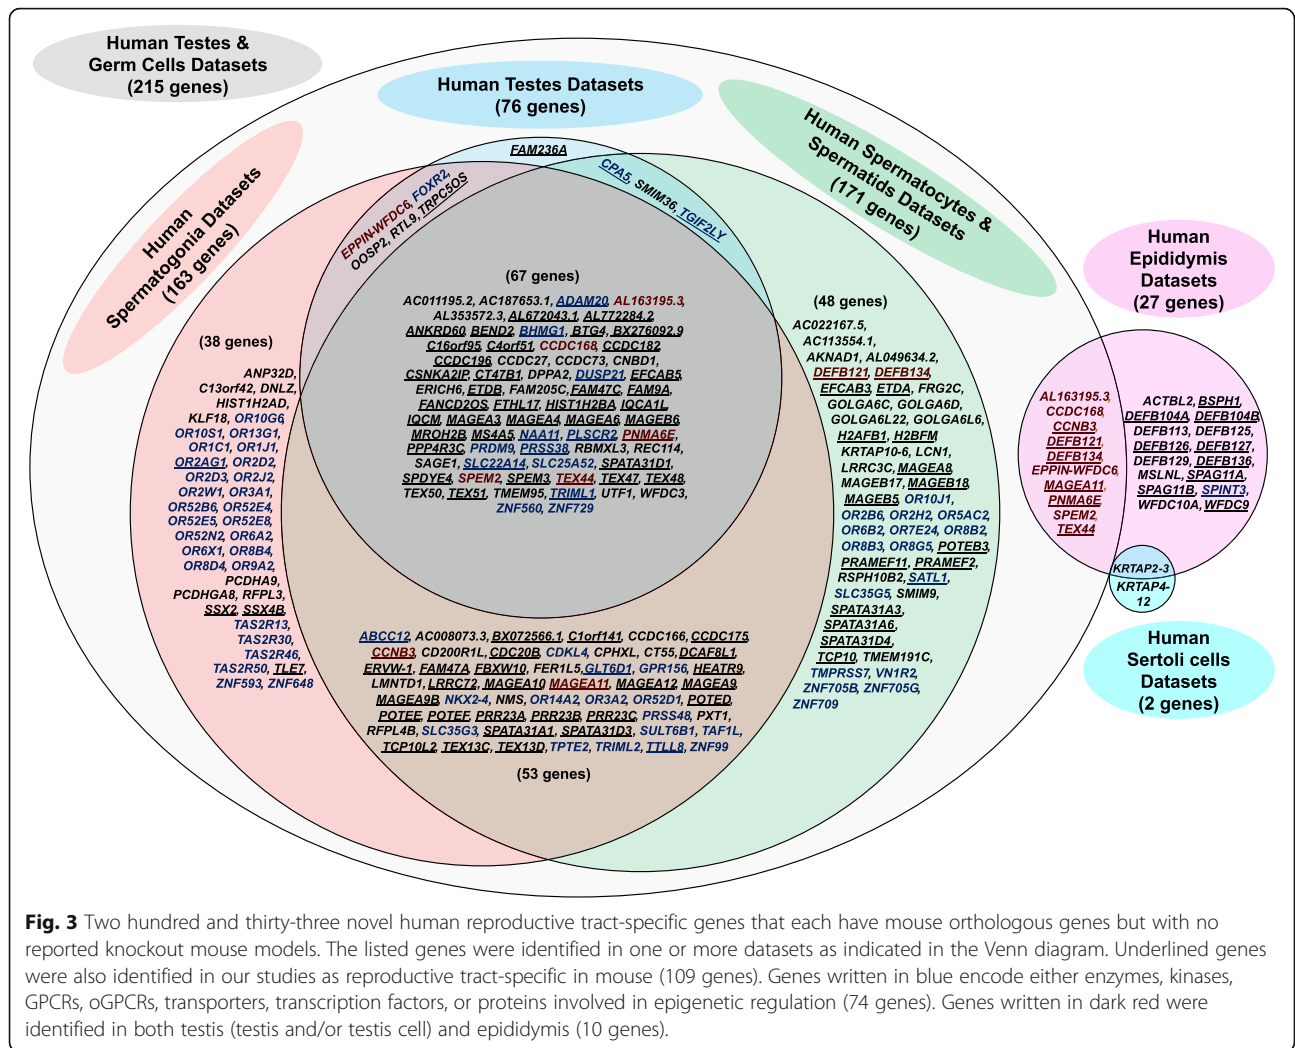 Human Testes &
Germ Cells Datasets
(215 genes)
Human Testes Datasets
(76 genes)
Human Spermatocytes &
Spermatids Datasets
(171 genes)
Human
Spermatogonia Datasets
(163 genes)
Human
Epididymis
Datasets
(27 genes)
Human
Sertoli cells
Datasets
(2 genes)
FAM236A
EPPIN-WFDC6, FOXR2,
OOSP2, RTL9, TRPC5OS
CPA5, SMIM36, TGIF2LY
(67 genes)
AC011195.2, AC187653.1, ADAM20, AL163195.3,
AL353572.3, AL672043.1, AL772284.2,
ANKRD60, BEND2, BHMG1, BTG4, BX276092.9,
C16orf95, C4orf51, CCDC168, CCDC182,
CCDC196, CCDC27, CCDC73, CNBD1,
CSNKA2IP, CT47B1, DPPA2, DUSP21, EFCAB5,
ERICH6, ETDB, FAM205C, FAM47C, FAM9A,
FANCD2OS, FTHL17, HIST1H2BA, IQCA1L,
IQCM, MAGEA3, MAGEA4, MAGEA6, MAGEB6,
MROH2B, MS4A5, NAA11, PLSCR2, PNMA6E,
PPP4R3C, PRDM9, PRSS38, RBMXL3, REC114,
SAGE1, SLC22A14, SLC25A52, SPATA31D1,
SPDYE4, SPEM2, SPEM3, TEX44, TEX47, TEX48,
TEX50, TEX51, TMEM95, TRIML1, UTF1, WFDC3,
ZNF560, ZNF729
(38 genes)
ANP32D,
C13orf42, DNLZ,
HIST1H2AD,
KLF18, OR10G6,
OR10S1, OR13G1,
OR1C1, OR1J1,
OR2AG1, OR2D2,
OR2D3, OR2J2,
OR2W1, OR3A1,
OR52B6, OR52E4,
OR52E5, OR52E8,
OR52N2, OR6A2,
OR6X1, OR8B4,
OR8D4, OR9A2,
PCDHA9,
PCDHGA8, RFPL3,
SSX2, SSX4B,
TAS2R13,
TAS2R30,
TAS2R46,
TAS2R50, TLE7,
ZNF593, ZNF648
(48 genes)
AC022167.5,
AC113554.1,
AKNAD1, AL049634.2,
DEFB121, DEFB134,
EFCAB3, ETDA, FRG2C,
GOLGA6C, GOLGA6D,
GOLGA6L22, GOLGA6L6,
H2AFB1, H2BFM,
KRTAP10-6, LCN1,
LRRC3C, MAGEA8,
MAGEB17, MAGEB18,
MAGEB5, OR10J1,
OR2B6, OR2H2, OR5AC2,
OR6B2, OR7E24, OR8B2,
OR8B3, OR8G5, POTEB3,
PRAMEF11, PRAMEF2,
RSPH10B2, SATL1,
SLC35G5, SMIM9,
SPATA31A3,
SPATA31A6,
SPATA31D4,
TCP10, TMEM191C,
TMPRSS7, VN1R2,
ZNF705B, ZNF705G,
ZNF709
ABCC12, AC008073.3, BX072566.1, C1orf141, CCDC166, CCDC175,
CCNB3, CD200R1L, CDC20B, CDKL4, CPHXL, CT55, DCAF8L1,
ERVW-1, FAM47A, FBXW10, FER1L5, GLT6D1, GPR156, HEATR9,
LMNTD1, LRRC72, MAGEA10, MAGEA11, MAGEA12, MAGEA9,
MAGEA9B, NKX2-4, NMS, OR14A2, OR3A2, OR52D1, POTED,
POTEE, POTEF, PRR23A, PRR23B, PRR23C, PRSS48, PXT1,
RFPL4B, SLC35G3, SPATA31A1, SPATA31D3, SULT6B1, TAF1L,
TCP10L2, TEX13C, TEX13D, TPTE2, TRIML2, TTLL8, ZNF99
(53 genes)
AL163195.3,
CCDC168,
CCNB3,
DEFB121,
DEFB134,
EPPIN-WFDC6,
MAGEA11,
PNMA6E,
SPEM2,
TEX44
ACTBL2, BSPH1,
DEFB104A, DEFB104B,
DEFB113, DEFB125,
DEFB126, DEFB127,
DEFB129, DEFB136,
MSLNL, SPAG11A,
SPAG11B, SPINT3,
WFDC10A, WFDC9
KRTAP2-3
KRTAP4-
12
Fig. 3 Two hundred and thirty-three novel human reproductive tract-specific genes that each have mouse orthologous genes but with no
reported knockout mouse models. The listed genes were identified in one or more datasets as indicated in the Venn diagram. Underlined genes
were also identified in our studies as reproductive tract-specific in mouse (109 genes). Genes written in blue encode either enzymes, kinases,
GPCRs, oGPCRs, transporters, transcription factors, or proteins involved in epigenetic regulation (74 genes). Genes written in dark red were
identified in both testis (testis and/or testis cell) and epididymis (10 genes).